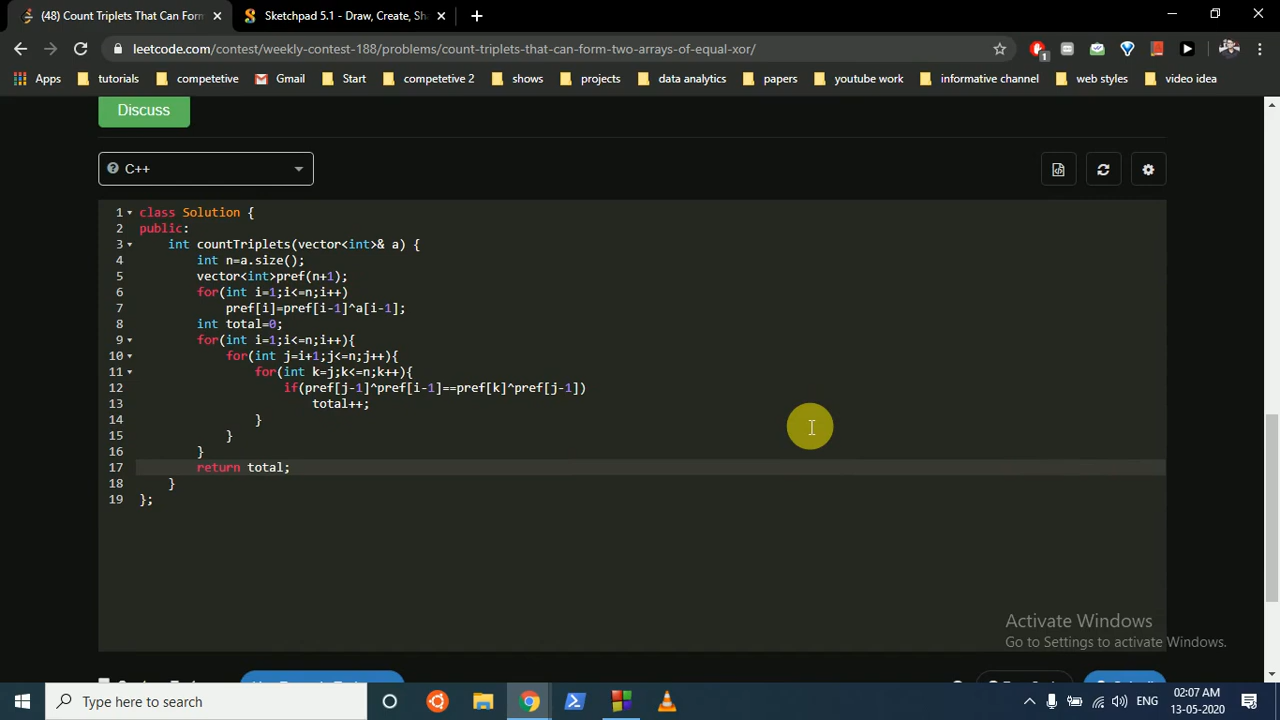 (48) Count Triplets That Can Form
Sketchpad 5.1 - Draw, Create, Sha
leetcode.com/contest/weekly-contest-188/problems/count-triplets-that-can-form-two-arrays-of-equal-xor/
1
Apps tutorials competetive Gmail Start competetive 2 shows projects data analytics papers youtube work informative channel web styles video idea
Discuss
C++
1 class Solution {
2 public:
3 int countTriplets(vector<int>& a) {
4 int n=a.size();
5 vector<int>pref(n+1);
6 for(int i=1;i<=n;i++)
7 pref[i]=pref[i-1]^a[i-1];
8 int total=0;
9 for(int i=1;i<=n;i++){
10 for(int j=i+1;j<=n;j++){
11 for(int k=j;k<=n;k++){
12 if(pref[j-1]^pref[i-1]==pref[k]^pref[j-1])
13 total++;
14 }
15 }
16 }
17 return total;
18 }
19 };
Activate Windows
Go to Settings to activate Windows.
Type here to search
ENG
02:07 AM
13-05-2020